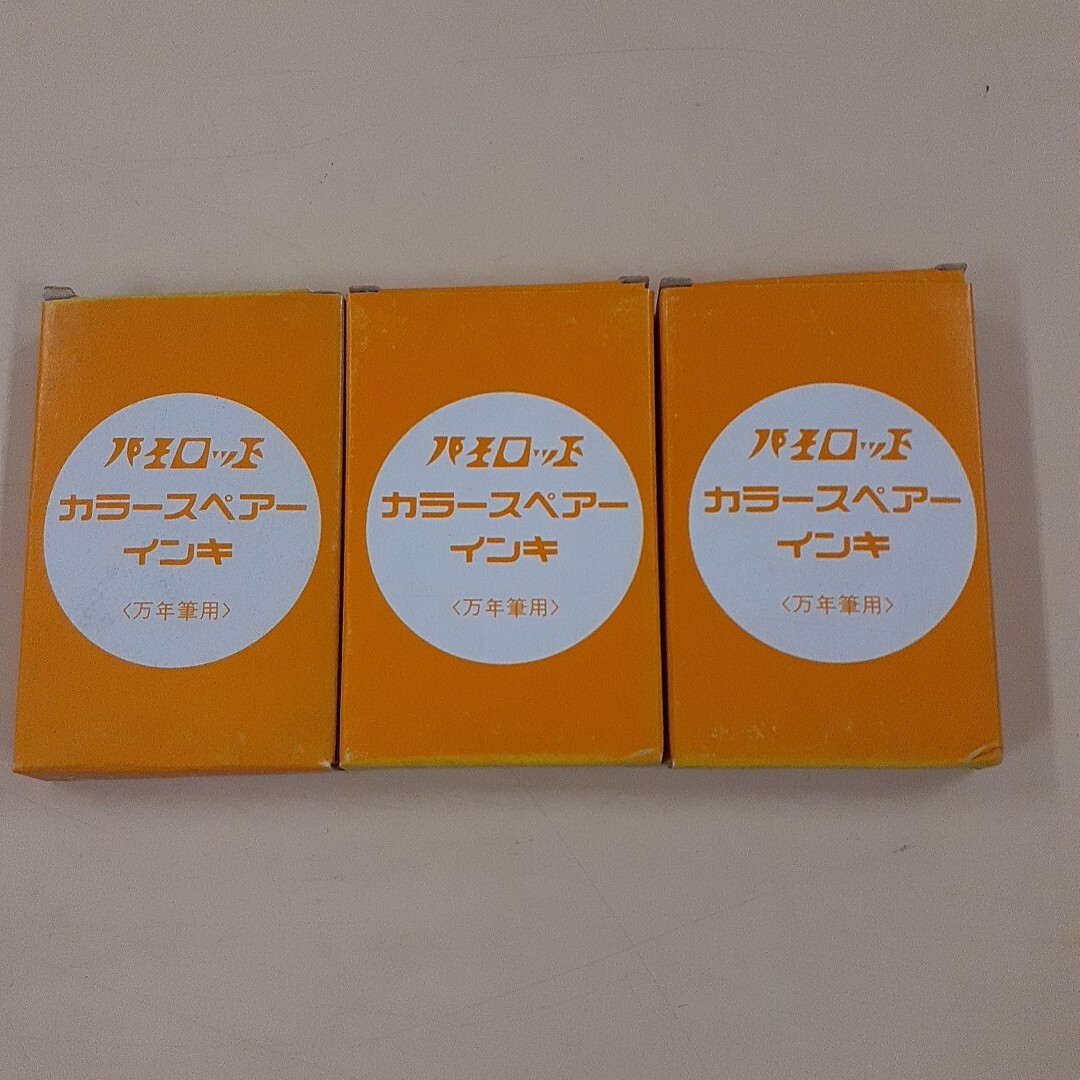 パイロット
カラースペアー
インキ
〈万年筆用〉
パイロット
カラースペアー
インキ
〈万年筆用〉
パイロット
カラースペアー
インキ
〈万年筆用〉